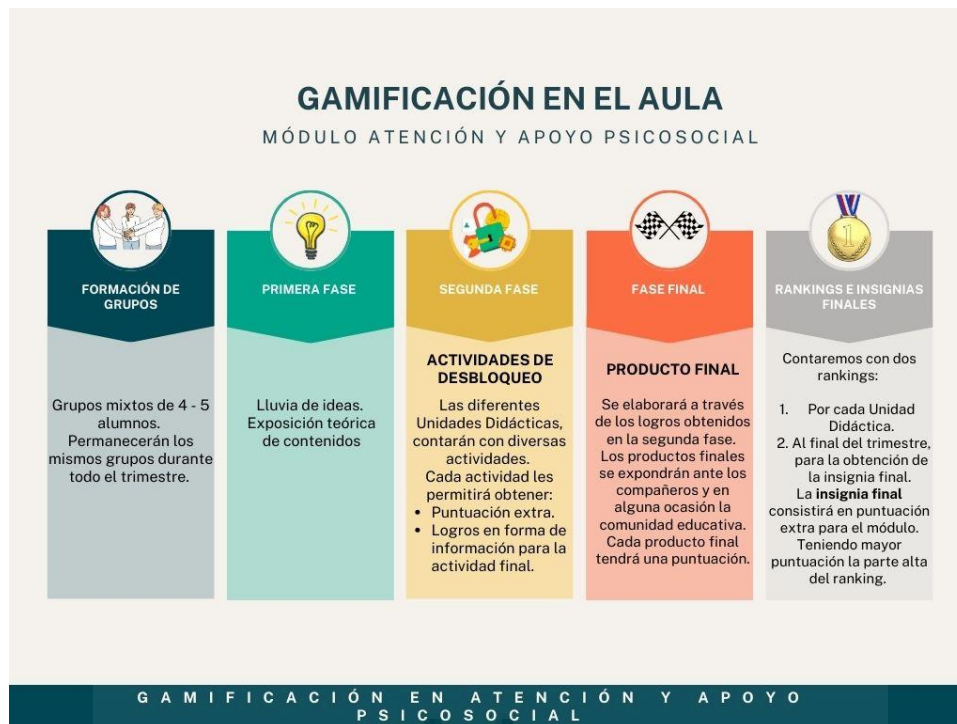 GAMIFICACIÓN EN EL AULA
MÓDULO ATENCIÓN Y APOYO PSICOSOCIAL
FORMACIÓN DE
GRUPOS
Grupos mixtos de 4 - 5
alumnos.
Permanecerán los
mismos grupos durante
todo el trimestre.
PRIMERA FASE
Lluvia de ideas.
Exposición teórica
de contenidos
SEGUNDA FASE
ACTIVIDADES DE
DESBLOQUEO
Las diferentes
Unidades Didácticas,
contarán con diversas
actividades.
Cada actividad les
permitirá obtener:
• Puntuación extra.
• Logros en forma de
información para la
actividad final.
FASE FINAL
PRODUCTO FINAL
Se elaborará a través
de los logros obtenidos
en la segunda fase.
Los productos finales
se expondrán ante los
compañeros y en
alguna ocasión la
comunidad educativa.
Cada producto final
tendrá una puntuación.
1
RANKINGS E INSIGNIAS
FINALES
Contaremos con dos
rankings:
1. Por cada Unidad
Didáctica.
2. Al final del trimestre,
para la obtención de
la insignia final.
La insignia final
consistirá en puntuación
extra para el módulo.
Teniendo mayor
puntuación la parte alta
del ranking.
GAMIFICACIÓN EN ATENCIÓN Y APOYO
PSICOSOCIAL